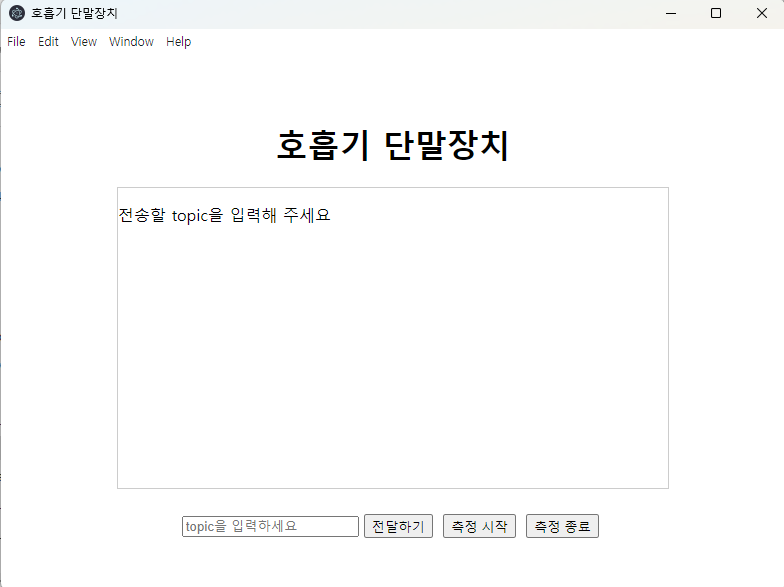 호흡기 단말장치
File Edit View Window Help
호흡기 단말장치
전송할 topic을 입력해 주세요
topic을 입력하세요 전달하기 측정 시작 측정 종료